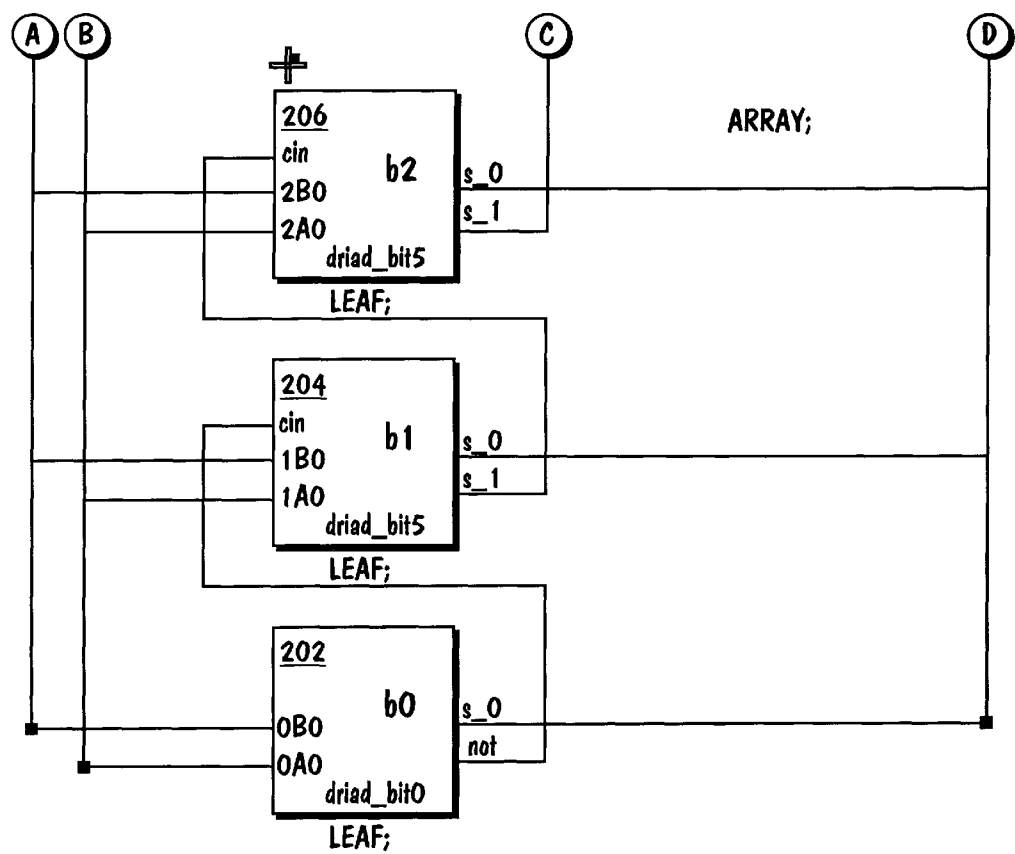 A B C D
ARRAY;
206
cin
b2
s_0
2B0
s_1
2A0
driad_bit5
LEAF;
204
cin
b1
s_0
1B0
s_1
1A0
driad_bit5
LEAF;
202
b0
s_0
0B0
not
0A0
driad_bit0
LEAF;